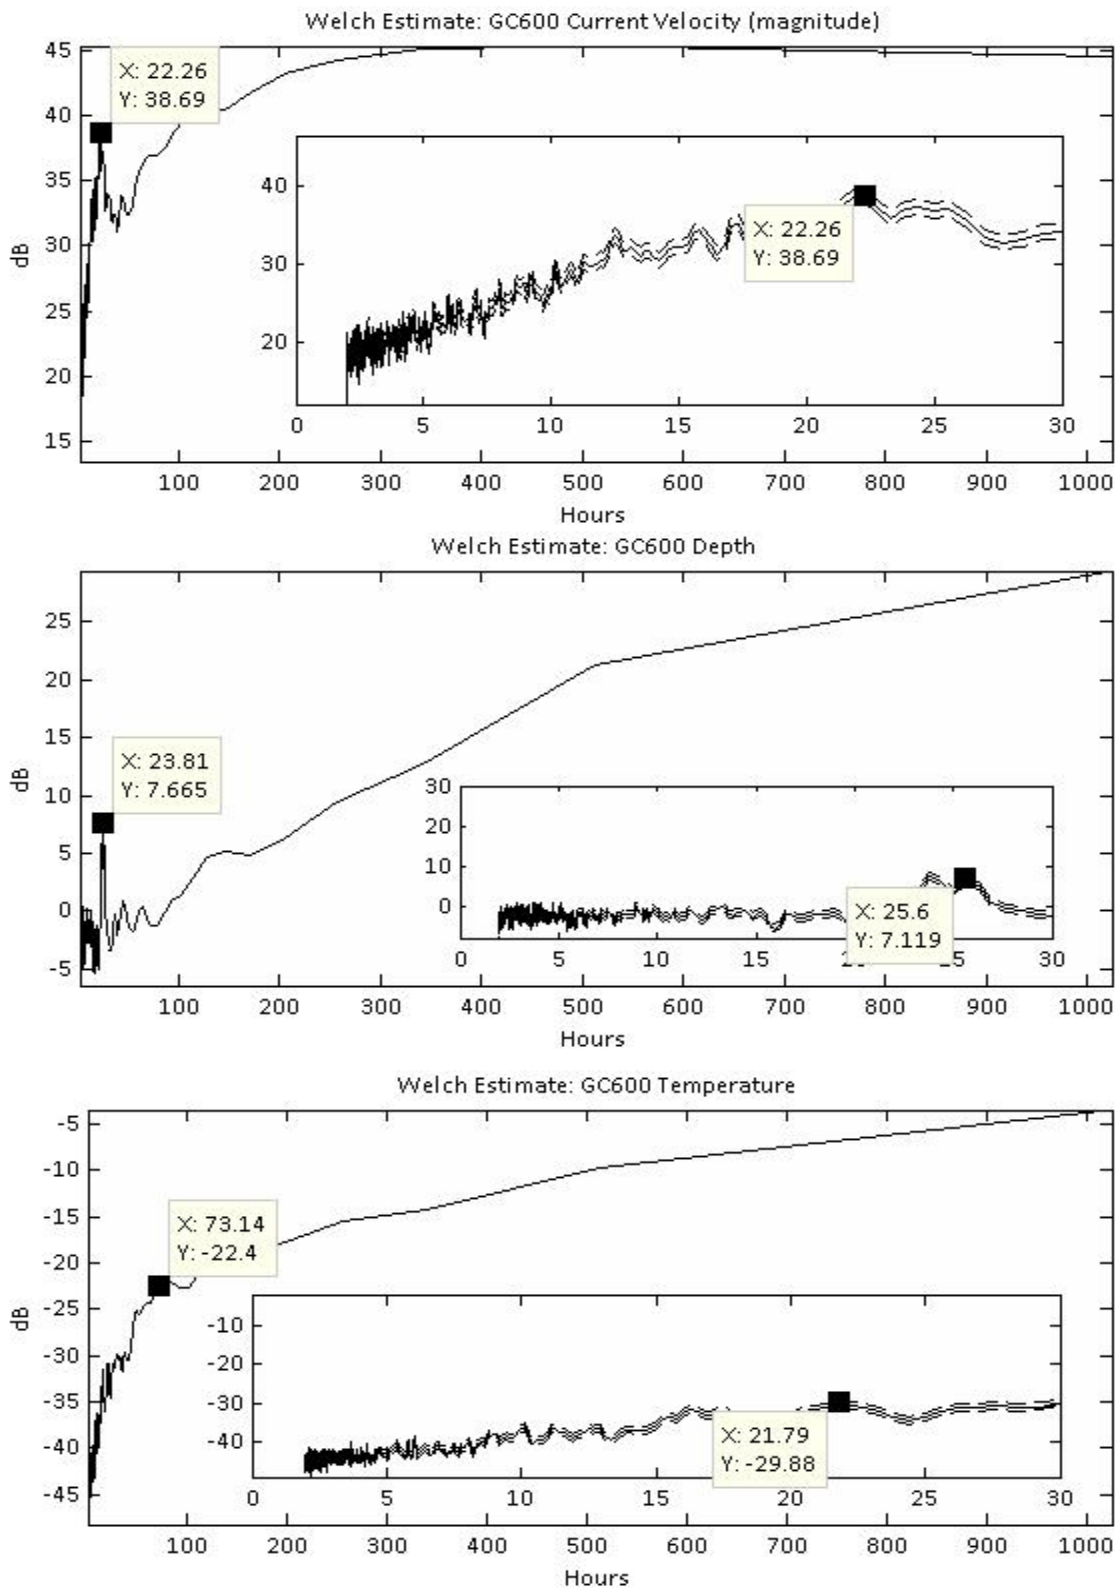 Welch Estimate: GC600 Current Velocity (magnitude)
45
40
35
30
25
20
15
dB
X: 22.26
Y: 38.69
40
30
20
X: 22.26
Y: 38.69
0 5 10 15 20 25 30
100 200 300 400 500 600 700 800 900 1000
Hours
Welch Estimate: GC600 Depth
25
20
15
10
5
0
-5
dB
X: 23.81
Y: 7.665
30
20
10
0
X: 25.6
Y: 7.119
0 5 10 15 20 25 30
100 200 300 400 500 600 700 800 900 1000
Hours
Welch Estimate: GC600 Temperature
-5
-10
-15
-20
-25
-30
-35
-40
-45
dB
X: 73.14
Y: -22.4
-10
-20
-30
-40
X: 21.79
Y: -29.88
0 5 10 15 20 25 30
100 200 300 400 500 600 700 800 900 1000
Hours